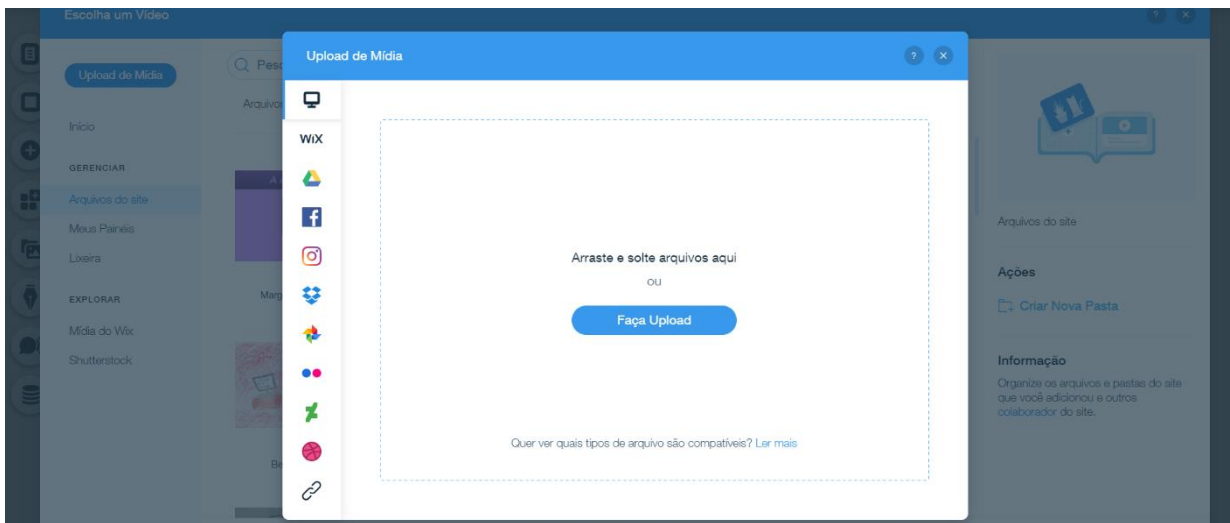 Escolha um Vídeo
Upload de Mídia
Início
GERENCIAR
Arquivos do site
Meus Painéis
Lixeira
EXPLORAR
Mídia do Wix
Shutterstock
Upload de Mídia
WiX
Arraste e solte arquivos aqui
ou
Faça Upload
Quer ver quais tipos de arquivo são compatíveis? Ler mais
Arquivos do site
Ações
Criar Nova Pasta
Informação
Organize os arquivos e pastas do site
que você adicionou e outros
colaborador do site.